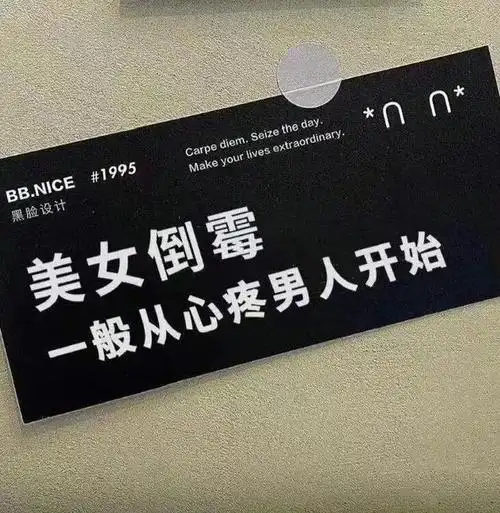 BB.NICE #1995
黑脸设计
Carpe diem. Seize the day.
Make your lives extraordinary.
*∩ ∩*
美女倒霉
一般从心疼男人开始